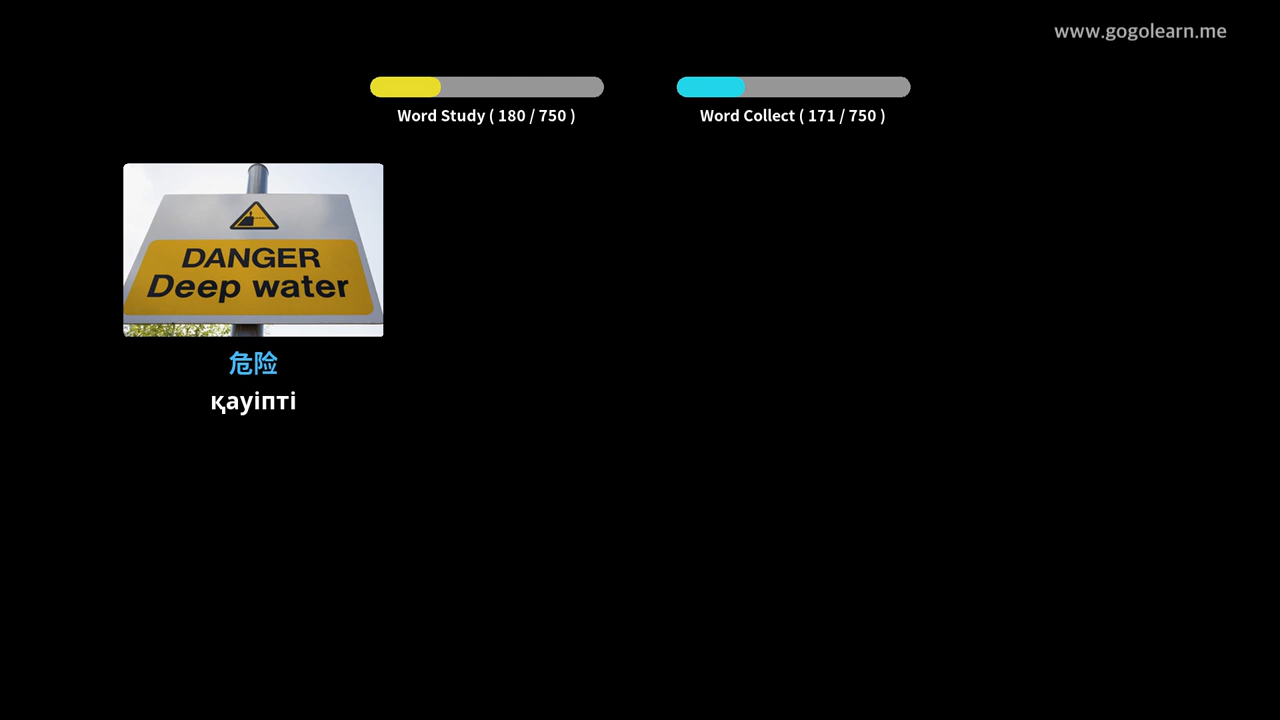 www.gogolearn.me
Word Study ( 180 / 750 )
Word Collect ( 171 / 750 )
DANGER
Deep water
危险
қауіпті